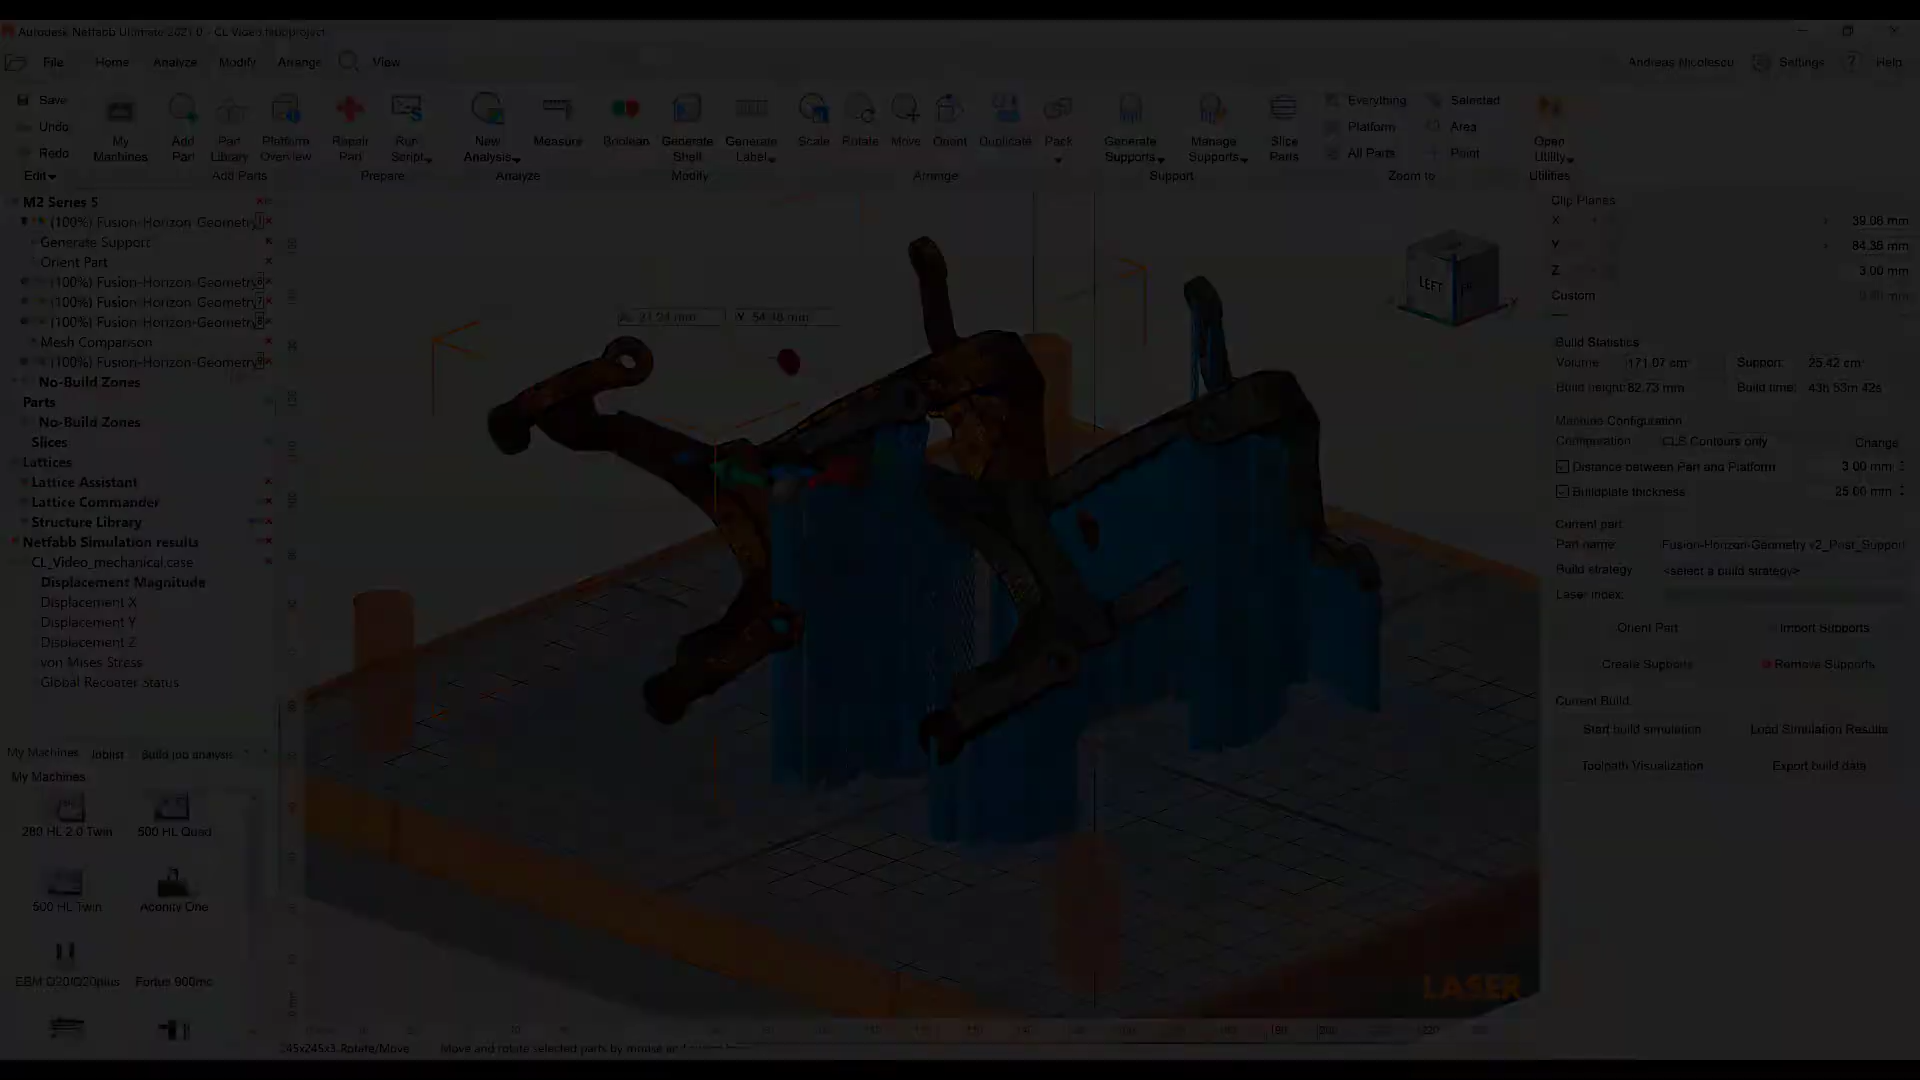 Autodesk Netfabb Ultimate 2021.0 - CL Video.fabbproject
File Home Analyze Modify Arrange View
Andreas Nicolescu Settings Help
Save
Undo
Redo
Edit
My Machines
Add Part
Part Library
Platform Overview
Add Parts
Repair Part
Run Script
Prepare
New Analysis
Measure
Analyze
Boolean
Generate Shell
Generate Label
Modify
Scale
Rotate
Move
Orient
Duplicate
Pack
Arrange
Generate Supports
Manage Supports
Slice Parts
Support
Everything
Platform
All Parts
Selected
Area
Point
Zoom to
Open Utility
Utilities
M2 Series 5
(100%) Fusion-Horizon-Geometry
Generate Support
Orient Part
(100%) Fusion-Horizon-Geometry
(100%) Fusion-Horizon-Geometry
(100%) Fusion-Horizon-Geometry
Mesh Comparison
(100%) Fusion-Horizon-Geometry
No-Build Zones
Parts
No-Build Zones
Slices
Lattices
Lattice Assistant
Lattice Commander
Structure Library
Netfabb Simulation results
CL_Video_mechanical.case
Displacement Magnitude
Displacement X
Displacement Y
Displacement Z
von Mises Stress
Global Recoater Status
My Machines Joblist Build job analysis
My Machines
280 HL 2.0 Twin 500 HL Quad
500 HL Twin Aconity One
EBM Q20/Q20plus Fortus 900mc
Y 54.48 mm
LEFT
LASER
245x245x3 Rotate/Move
Move and rotate selected parts by mouse and
Clip Planes
X 39.06 mm
Y 84.36 mm
Z 3.00 mm
Custom
Build Statistics
Volume 171.07 cm³ Support: 25.42 cm³
Build height: 82.73 mm Build time: 43h 53m 42s
Machine Configuration
Configuration CLS Contours only Change
Distance between Part and Platform 3.00 mm
Buildplate thickness 25.00 mm
Current part
Part name: Fusion-Horizon-Geometry v2_Post_Support
Build strategy <select a build strategy>
Laser index:
Orient Part Import Supports
Create Supports Remove Supports
Current Build:
Start build simulation Load Simulation Results
Toolpath Visualization Export build data